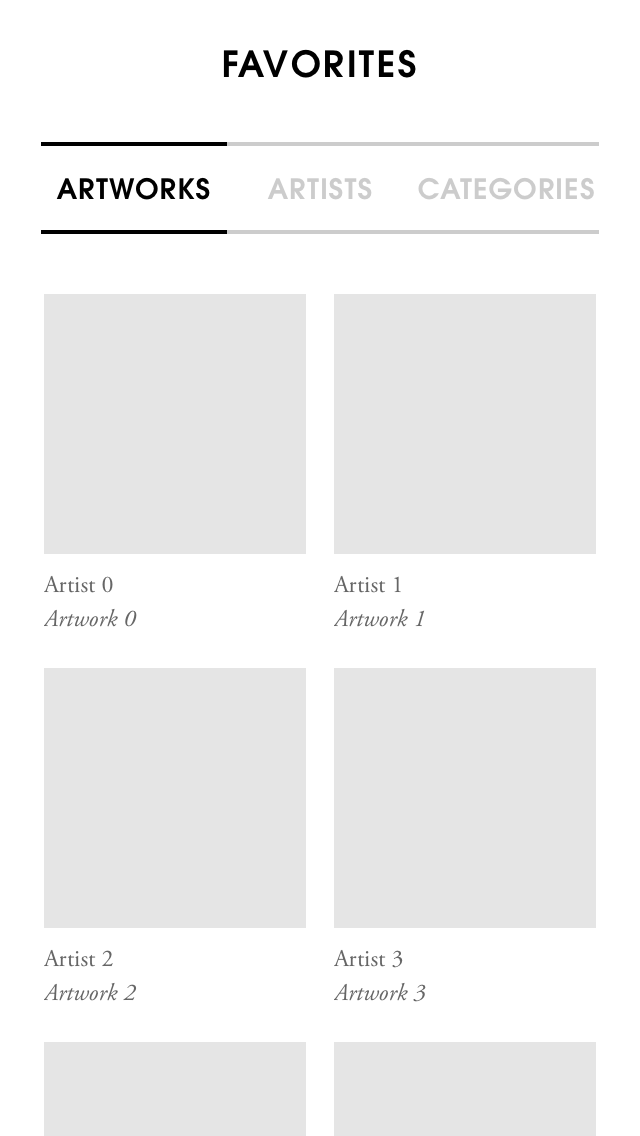 FAVORITES
ARTWORKS ARTISTS CATEGORIES
Artist 0 Artist 1
Artwork 0 Artwork 1
Artist 2 Artist 3
Artwork 2 Artwork 3